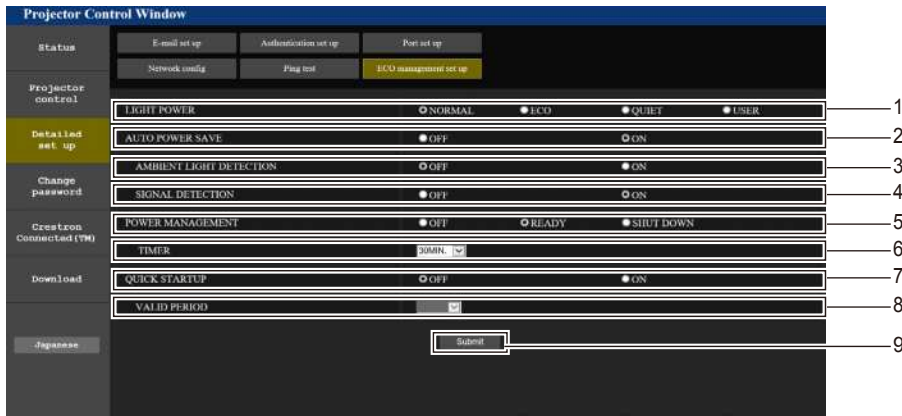 Projector Control Window
Status
E-mail set up
Authentication set up
Port set up
Network config
Ping test
ECO management set up
Projector
control
Detailed
set up
Change
password
Crestron
Connected(TM)
Download
Japanese
LIGHT POWER NORMAL ECO QUIET USER 1
AUTO POWER SAVE OFF ON 2
AMBIENT LIGHT DETECTION OFF ON 3
SIGNAL DETECTION OFF ON 4
POWER MANAGEMENT OFF READY SHUT DOWN 5
TIMER 30MIN. 6
QUICK STARTUP OFF ON 7
VALID PERIOD 8
Submit 9